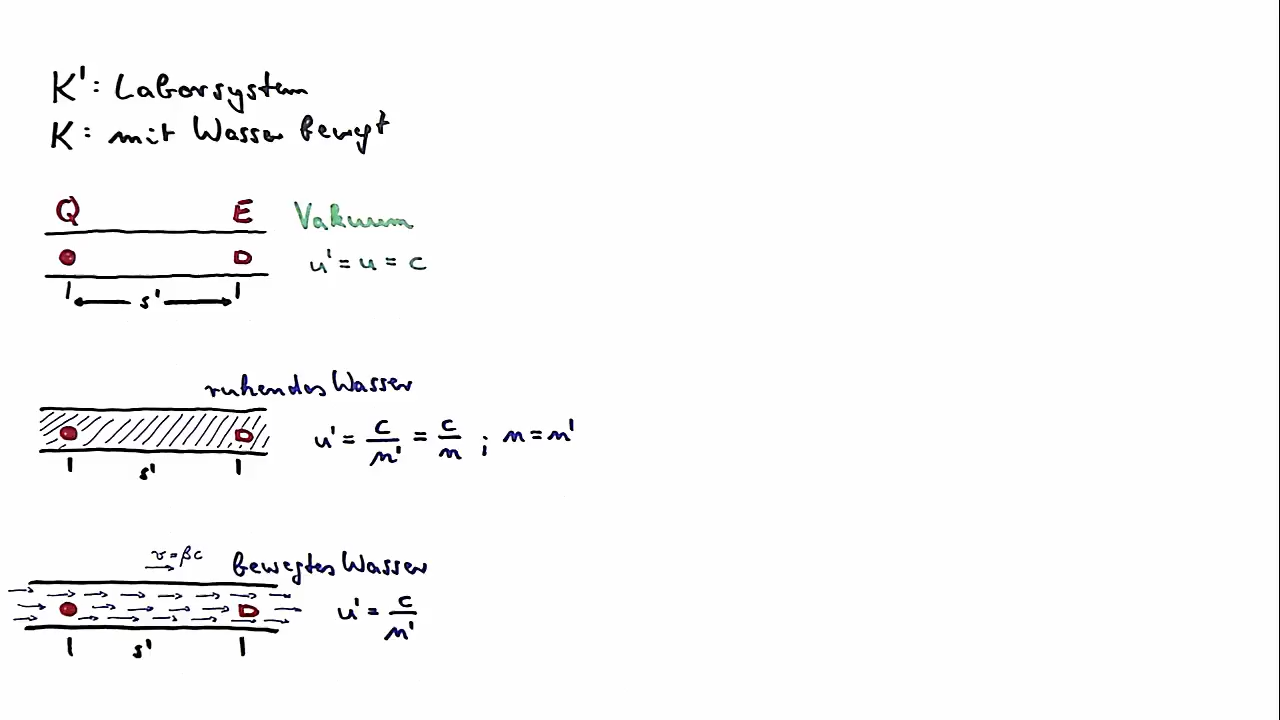 K': Laborsystem
K: mit Wasser bewegt
Q E Vakuum
u' = u = c
s'
ruhendes Wasser
u' = c/n' = c/n ; n = n'
s'
v = βc bewegtes Wasser
u' = c/n'
s'